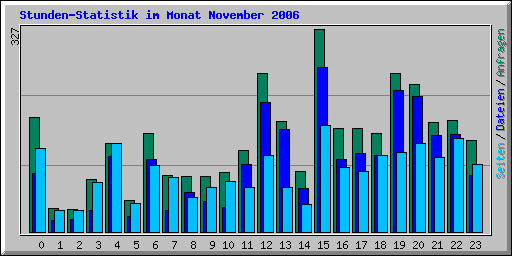 Stunden-Statistik im Monat November 2006
327
Seiten / Dateien / Anfragen
0 1 2 3 4 5 6 7 8 9 10 11 12 13 14 15 16 17 18 19 20 21 22 23